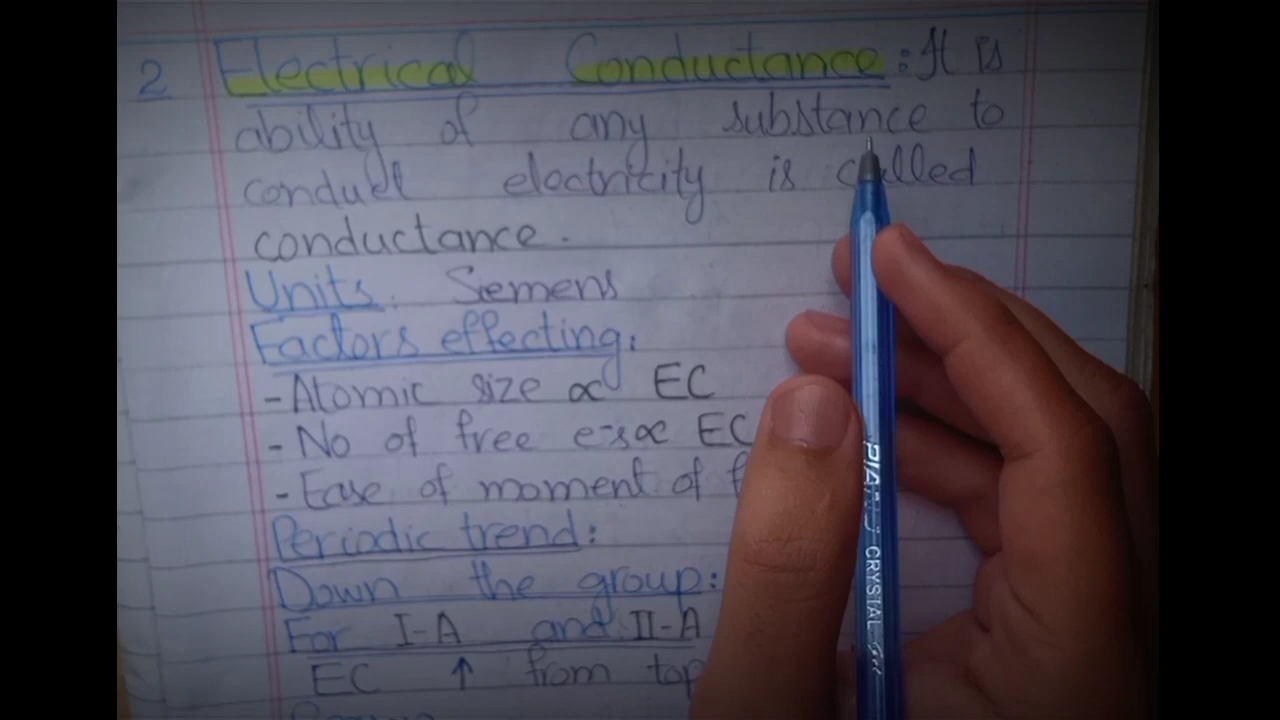 2 Electrical Conductance: It is
ability of any substance to
conduct electricity is called
conductance.
Units: Siemens
Factors effecting:
- Atomic size ∝ EC
- No of free e-s ∝ EC
- Ease of moment of f
Periodic trend:
Down the group:
For I-A and II-A
EC ↑ from top
PIANO CRYSTAL